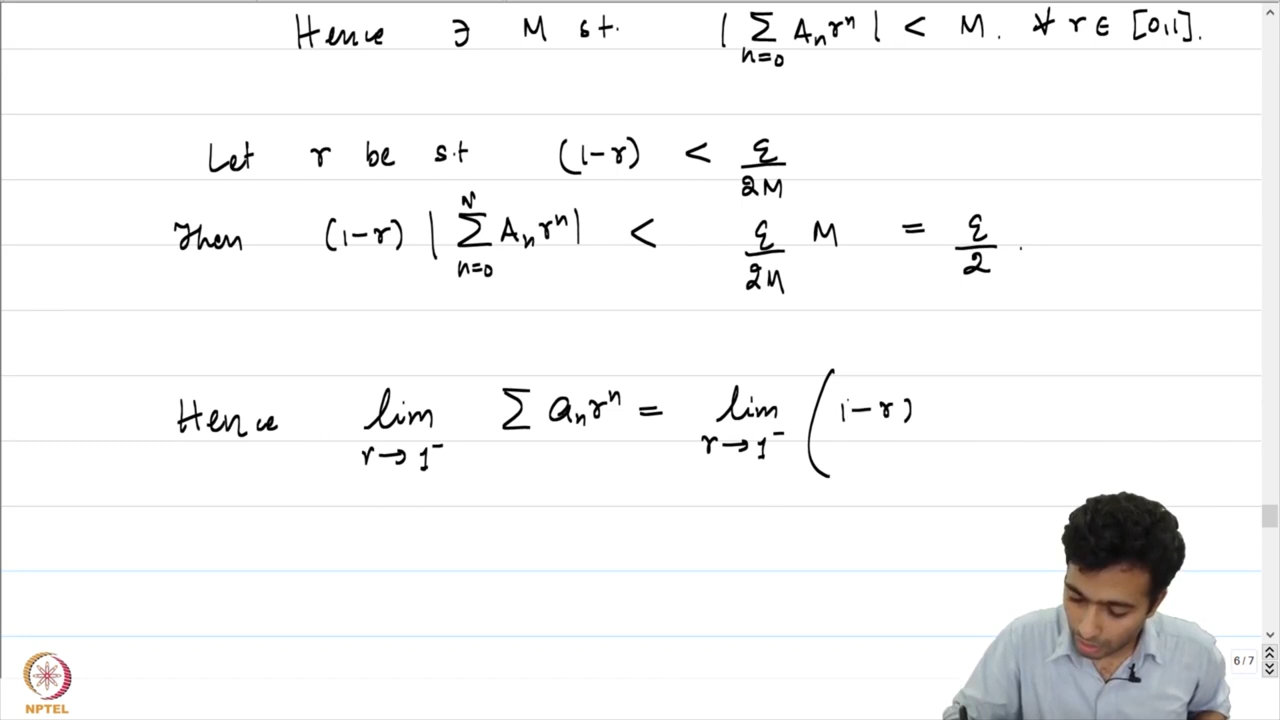 Hence ∃ M st. | ∑_{n=0} A_n r^n | < M. ∀ r ∈ [0,1].
Let r be s.t (1-r) < ε/2M
Then (1-r) | ∑_{n=0}^{N} A_n r^n | < ε/2M M = ε/2 .
Hence lim_{r→1^-} ∑ a_n r^n = lim_{r→1^-} ( 1-r)
6 / 7
NPTEL